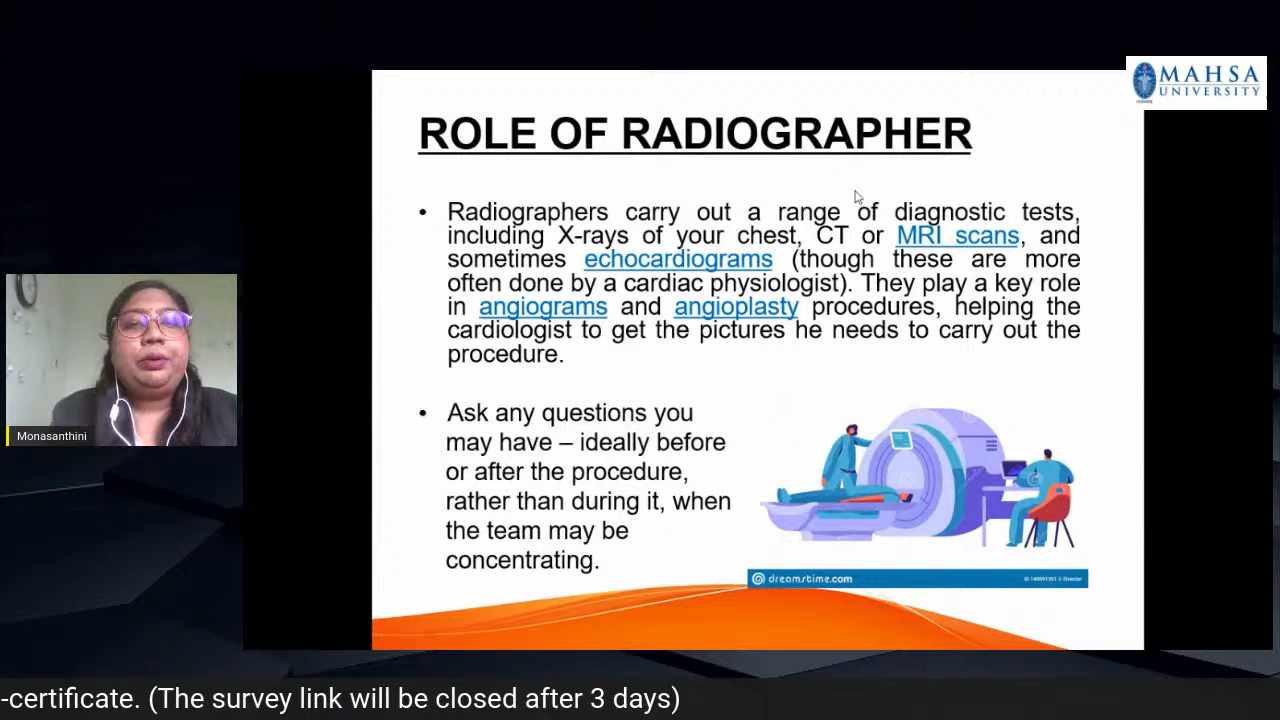 MAHSA
UNIVERSITY
ROLE OF RADIOGRAPHER
• Radiographers carry out a range of diagnostic tests,
including X-rays of your chest, CT or MRI scans, and
sometimes echocardiograms (though these are more
often done by a cardiac physiologist). They play a key role
in angiograms and angioplasty procedures, helping the
cardiologist to get the pictures he needs to carry out the
procedure.
• Ask any questions you
may have – ideally before
or after the procedure,
rather than during it, when
the team may be
concentrating.
dreamstime.com
Monasanthini
-certificate. (The survey link will be closed after 3 days)